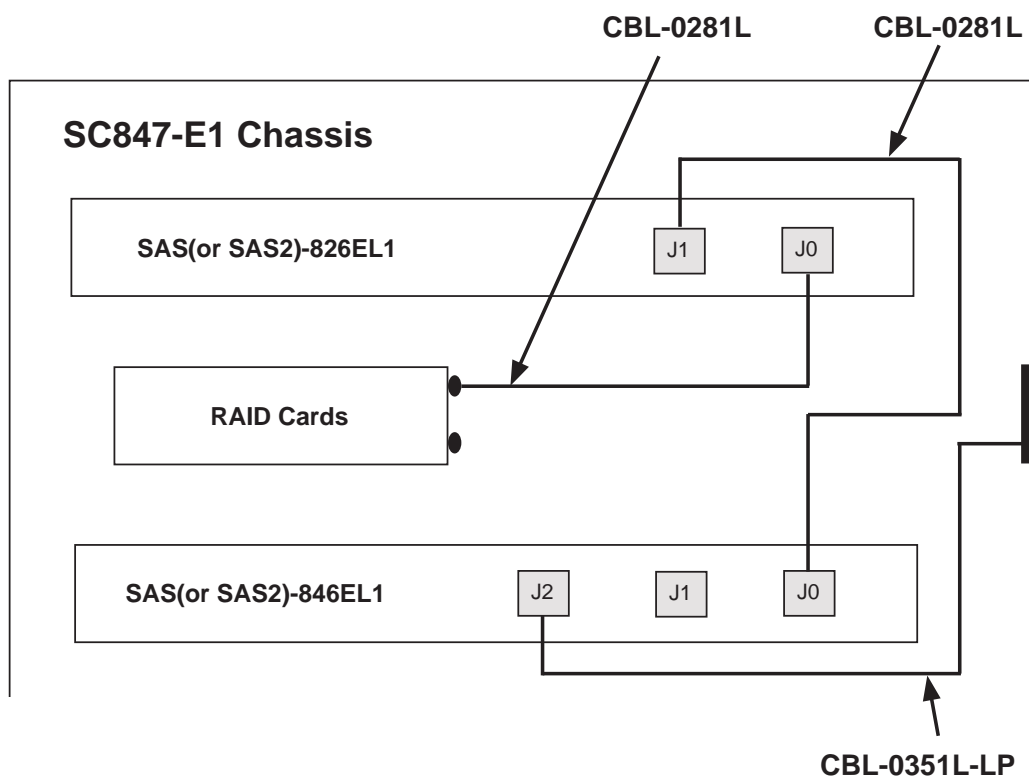 CBL-0281L
CBL-0281L
SC847-E1 Chassis
SAS(or SAS2)-826EL1
J1
J0
RAID Cards
SAS(or SAS2)-846EL1
J2
J1
J0
CBL-0351L-LP